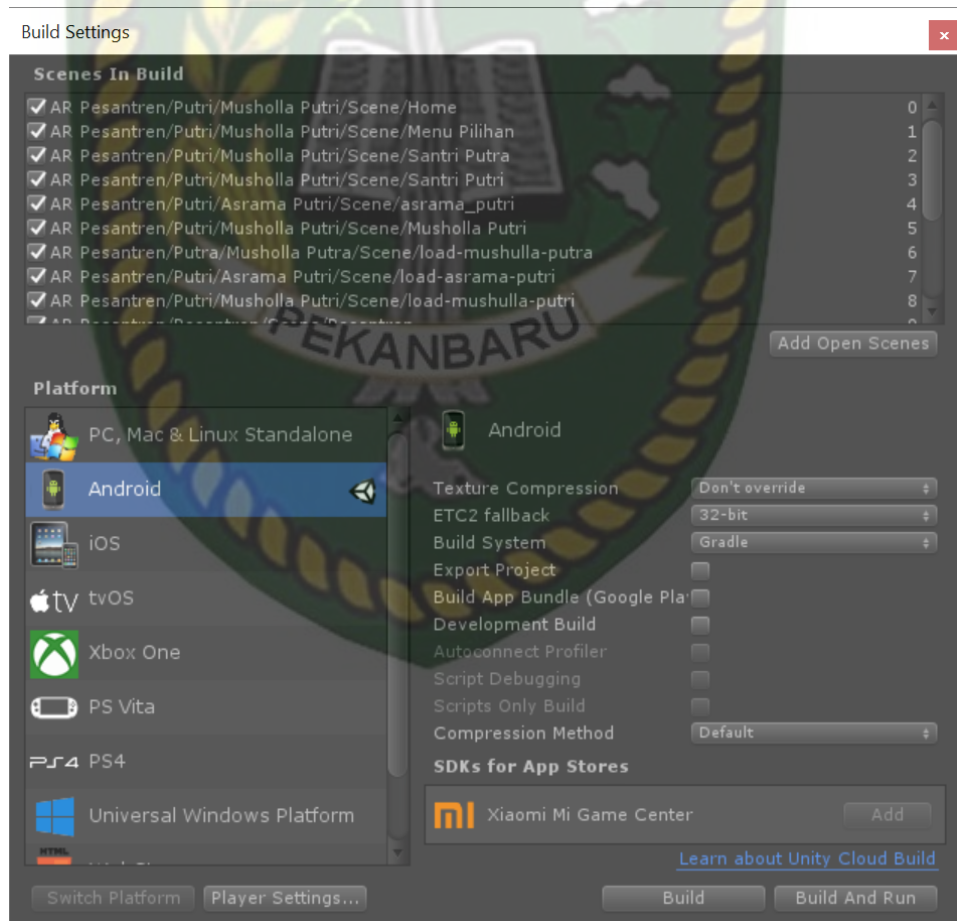 Build Settings
x
Scenes In Build
AR Pesantren/Putri/Musholla Putri/Scene/Home 0
AR Pesantren/Putri/Musholla Putri/Scene/Menu Pilihan 1
AR Pesantren/Putri/Musholla Putri/Scene/Santri Putra 2
AR Pesantren/Putri/Musholla Putri/Scene/Santri Putri 3
AR Pesantren/Putri/Asrama Putri/Scene/asrama_putri 4
AR Pesantren/Putri/Musholla Putri/Scene/Musholla Putri 5
AR Pesantren/Putra/Musholla Putra/Scene/load-mushulla-putra 6
AR Pesantren/Putri/Asrama Putri/Scene/load-asrama-putri 7
AR Pesantren/Putri/Musholla Putri/Scene/load-mushulla-putri 8
PEKANBARU
Add Open Scenes
Platform
PC, Mac & Linux Standalone
Android
iOS
tv tvOS
Xbox One
PS Vita
PS4 PS4
Universal Windows Platform
HTML
Android
Texture Compression Don't override
ETC2 fallback 32-bit
Build System Gradle
Export Project
Build App Bundle (Google Pla
Development Build
Autoconnect Profiler
Script Debugging
Scripts Only Build
Compression Method Default
SDKs for App Stores
MI Xiaomi Mi Game Center Add
Learn about Unity Cloud Build
Switch Platform Player Settings... Build Build And Run